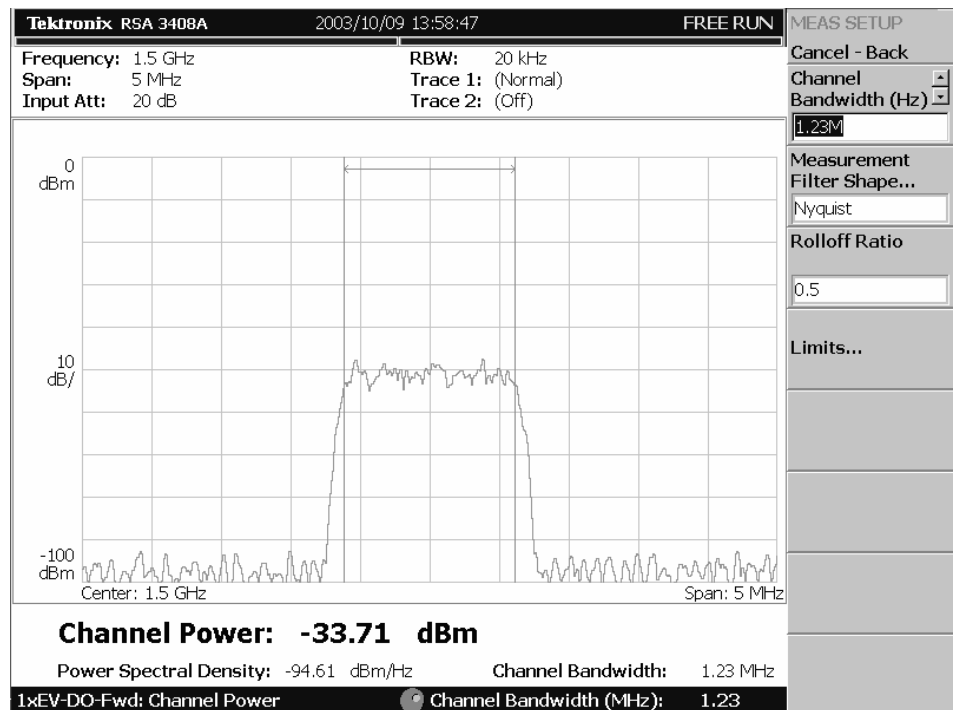 Tektronix RSA 3408A 2003/10/09 13:58:47 FREE RUN
Frequency: 1.5 GHz RBW: 20 kHz
Span: 5 MHz Trace 1: (Normal)
Input Att: 20 dB Trace 2: (Off)
0
dBm
10
dB/
-100
dBm
Center: 1.5 GHz Span: 5 MHz
Channel Power: -33.71 dBm
Power Spectral Density: -94.61 dBm/Hz Channel Bandwidth: 1.23 MHz
1xEV-DO-Fwd: Channel Power Channel Bandwidth (MHz): 1.23
MEAS SETUP
Cancel - Back
Channel
Bandwidth (Hz)
1.23M
Measurement
Filter Shape...
Nyquist
Rolloff Ratio
0.5
Limits...